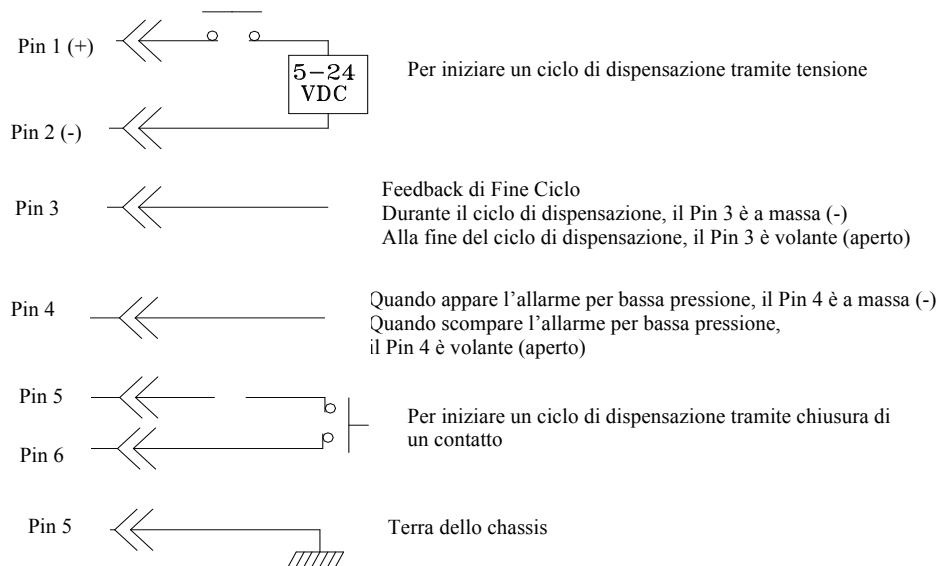 Pin 1 (+)
5-24
VDC
Per iniziare un ciclo di dispensazione tramite tensione
Pin 2 (-)
Pin 3
Feedback di Fine Ciclo
Durante il ciclo di dispensazione, il Pin 3 è a massa (-)
Alla fine del ciclo di dispensazione, il Pin 3 è volante (aperto)
Pin 4
Quando appare l'allarme per bassa pressione, il Pin 4 è a massa (-)
Quando scompare l'allarme per bassa pressione,
il Pin 4 è volante (aperto)
Pin 5
Pin 6
Per iniziare un ciclo di dispensazione tramite chiusura di
un contatto
Pin 5
Terra dello chassis